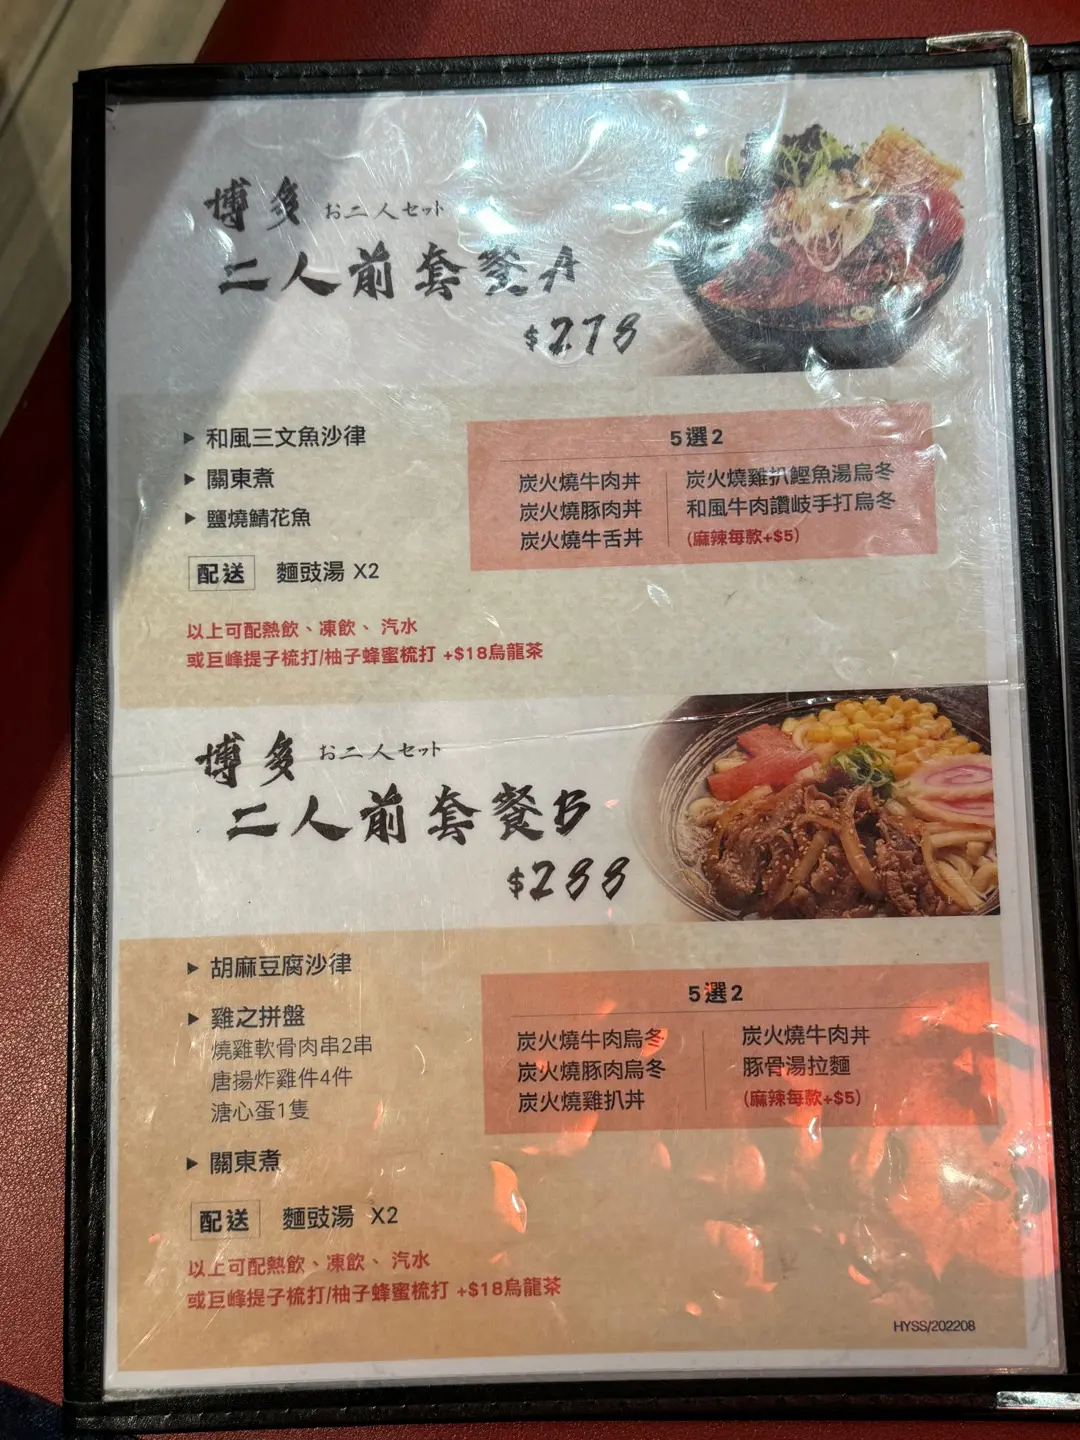 博多 お二人セット
二人前套餐A
$278
▶ 和風三文魚沙律
▶ 關東煮
▶ 鹽燒鯖花魚
配送 麵豉湯 X2
5選2
炭火燒牛肉丼
炭火燒豚肉丼
炭火燒牛舌丼
炭火燒雞扒鰹魚湯烏冬
和風牛肉讚岐手打烏冬
(麻辣每款+$5)
以上可配熱飲、凍飲、 汽水
或巨峰提子梳打/柚子蜂蜜梳打 +$18烏龍茶
博多 お二人セット
二人前套餐B
$288
▶ 胡麻豆腐沙律
▶ 雞之拼盤
燒雞軟骨肉串2串
唐揚炸雞件4件
溏心蛋1隻
▶ 關東煮
配送 麵豉湯 X2
5選2
炭火燒牛肉烏冬
炭火燒豚肉烏冬
炭火燒雞扒丼
炭火燒牛肉丼
豚骨湯拉麵
(麻辣每款+$5)
以上可配熱飲、凍飲、 汽水
或巨峰提子梳打/柚子蜂蜜梳打 +$18烏龍茶
HYSS/202208